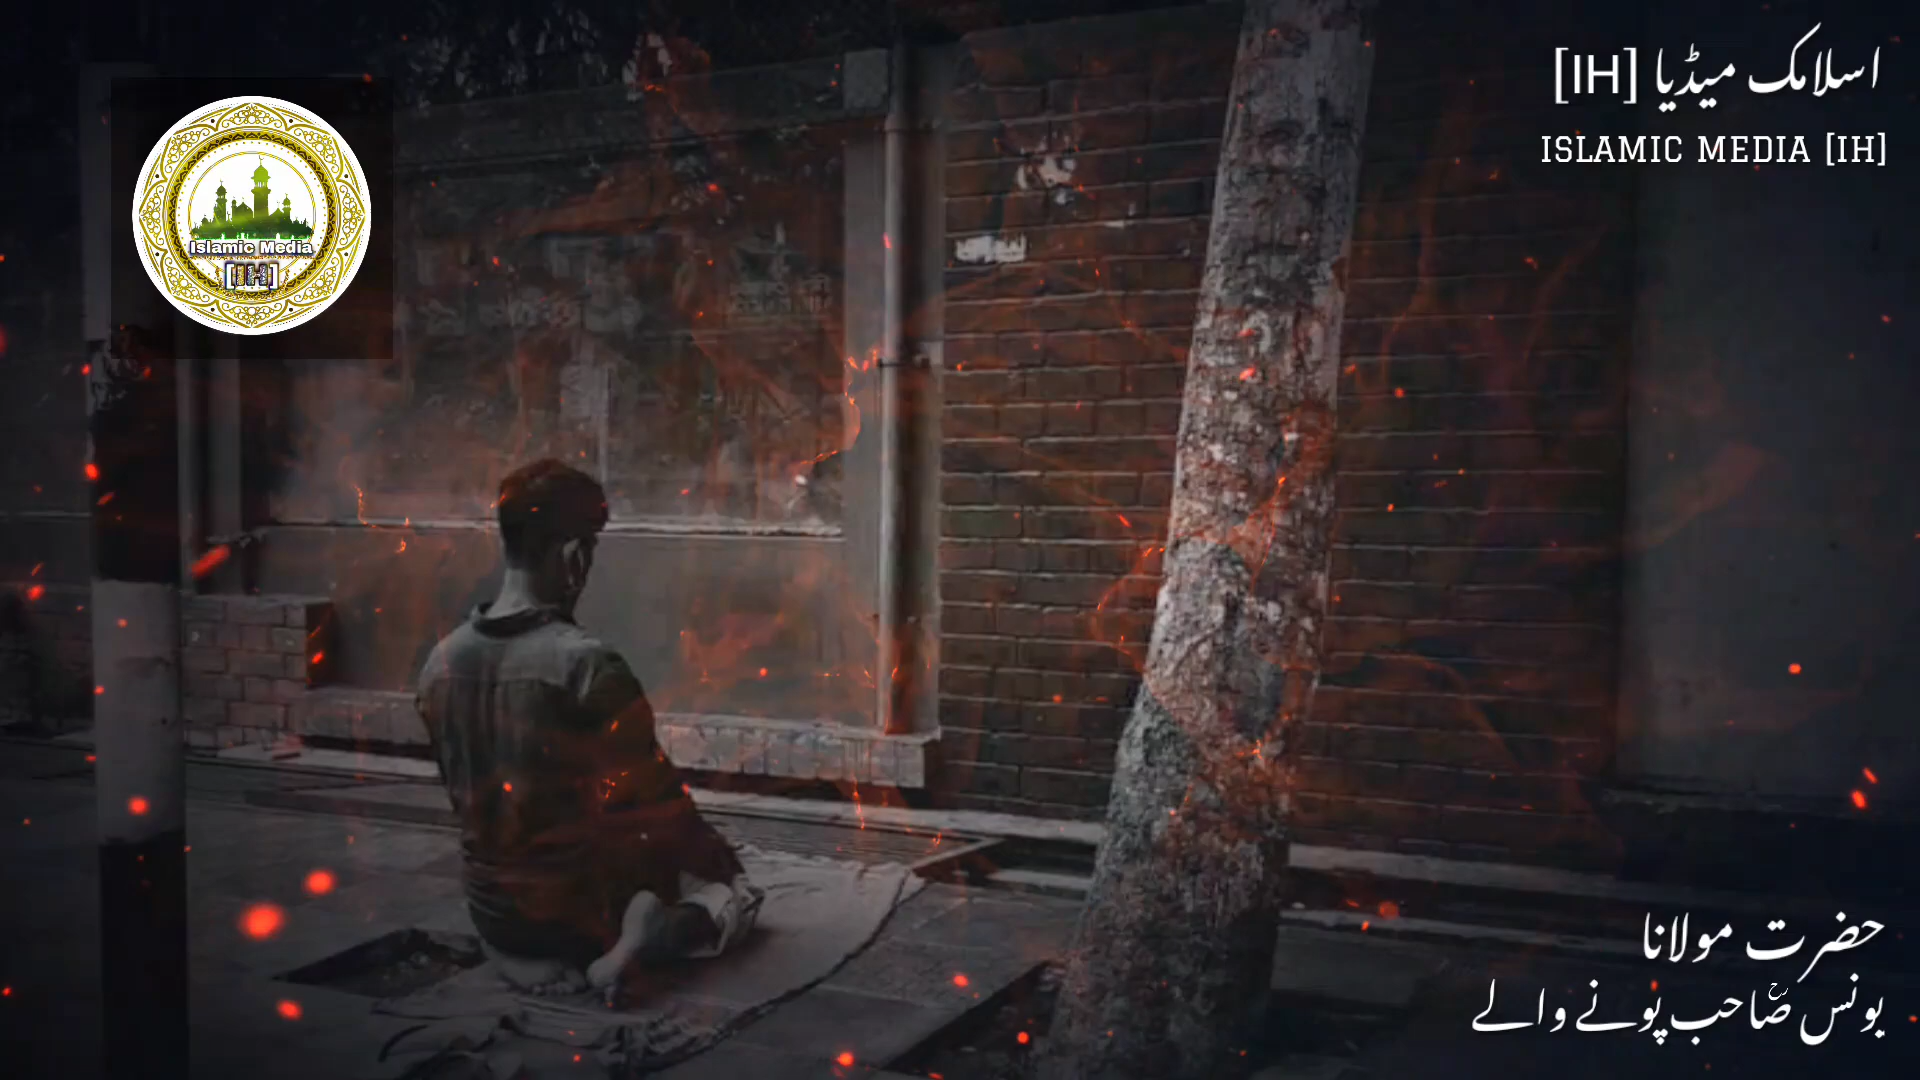 اسلامک میڈیا [IH]
ISLAMIC MEDIA [IH]
Islamic Media
[IH]
حضرت مولانا
یونس صاحبؒ پونے والے